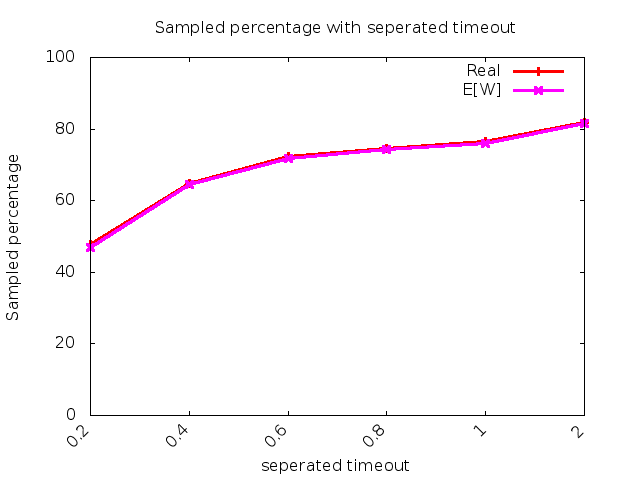 Sampled percentage with seperated timeout
Real
E[W]
100
80
60
40
20
0
Sampled percentage
0.2
0.4
0.6
0.8
1
2
seperated timeout